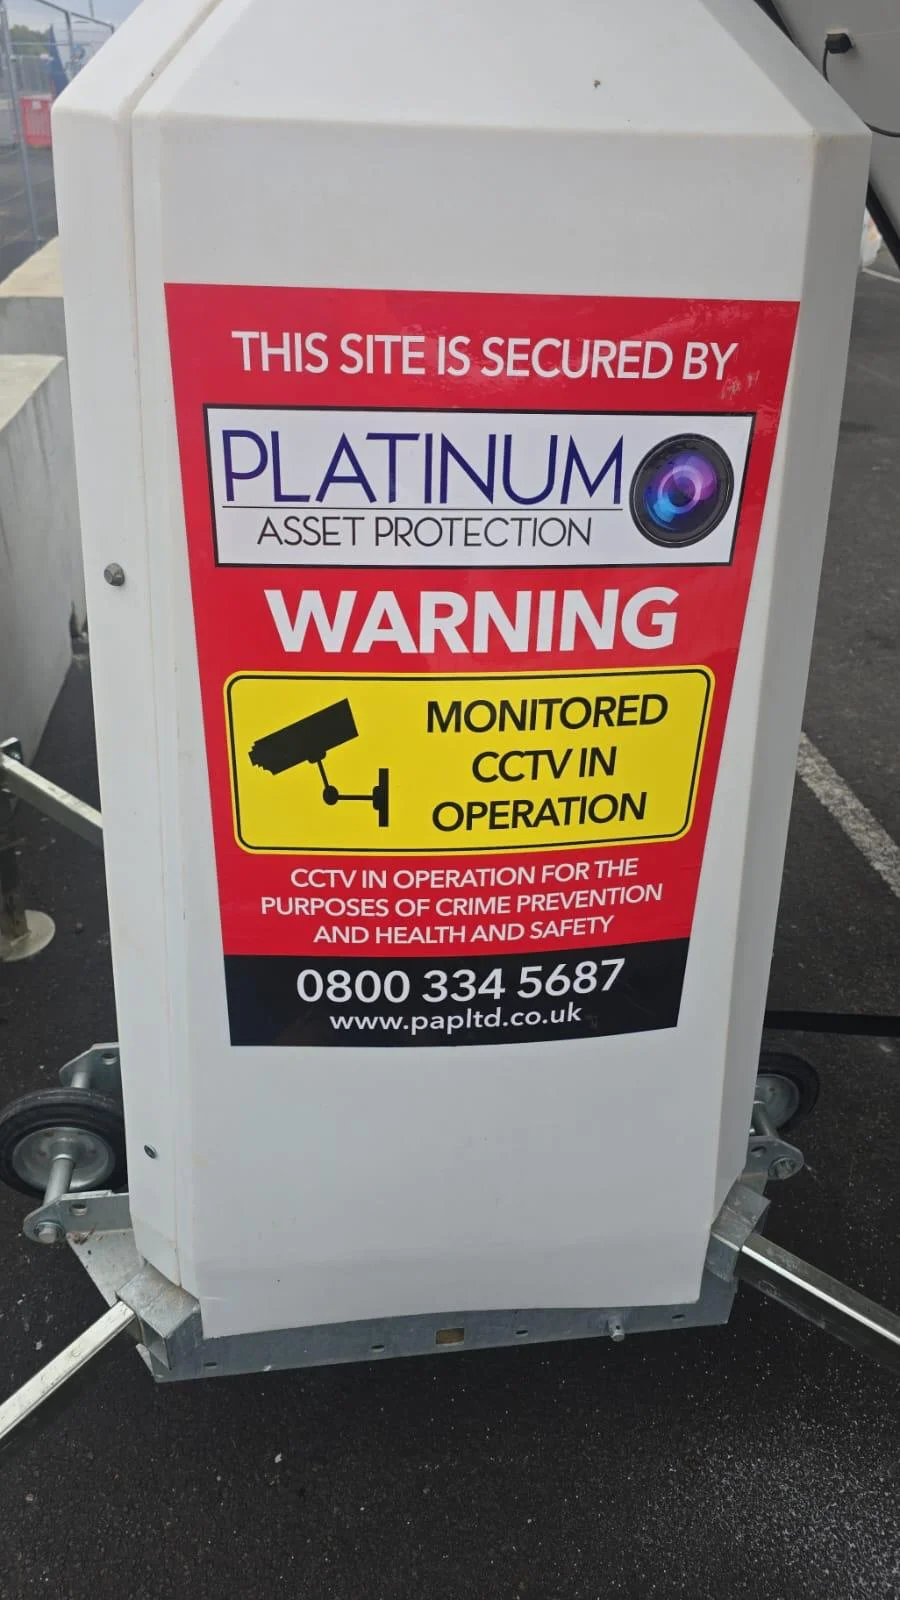 THIS SITE IS SECURED BY
PLATINUM
ASSET PROTECTION
WARNING
MONITORED
CCTV IN
OPERATION
CCTV IN OPERATION FOR THE
PURPOSES OF CRIME PREVENTION
AND HEALTH AND SAFETY
0800 334 5687
www.papltd.co.uk